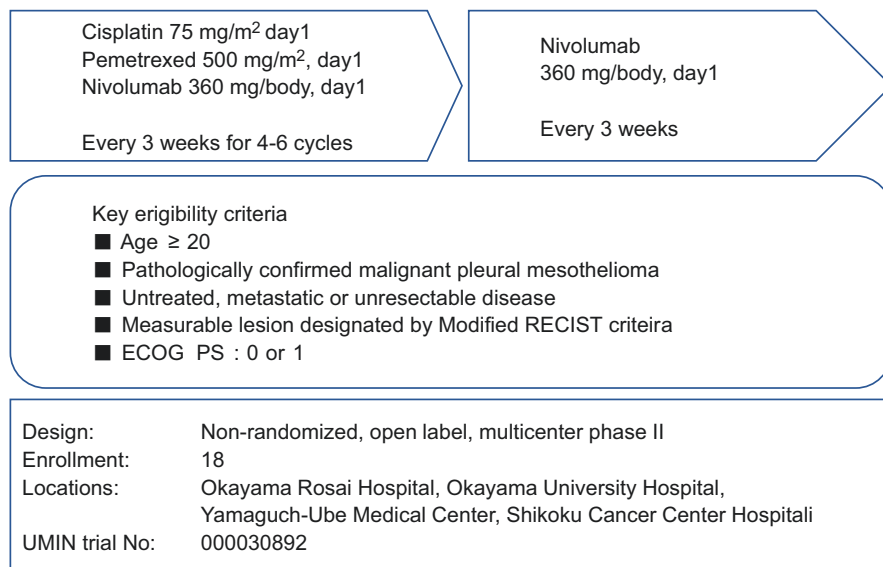 Cisplatin 75 mg/m² day1
Pemetrexed 500 mg/m², day1
Nivolumab 360 mg/body, day1
Every 3 weeks for 4-6 cycles
Nivolumab
360 mg/body, day1
Every 3 weeks
Key erigibility criteria
■ Age ≥ 20
■ Pathologically confirmed malignant pleural mesothelioma
■ Untreated, metastatic or unresectable disease
■ Measurable lesion designated by Modified RECIST criteira
■ ECOG PS : 0 or 1
Design: Non-randomized, open label, multicenter phase II
Enrollment: 18
Locations: Okayama Rosai Hospital, Okayama University Hospital,
Yamaguch-Ube Medical Center, Shikoku Cancer Center Hospitali
UMIN trial No: 000030892